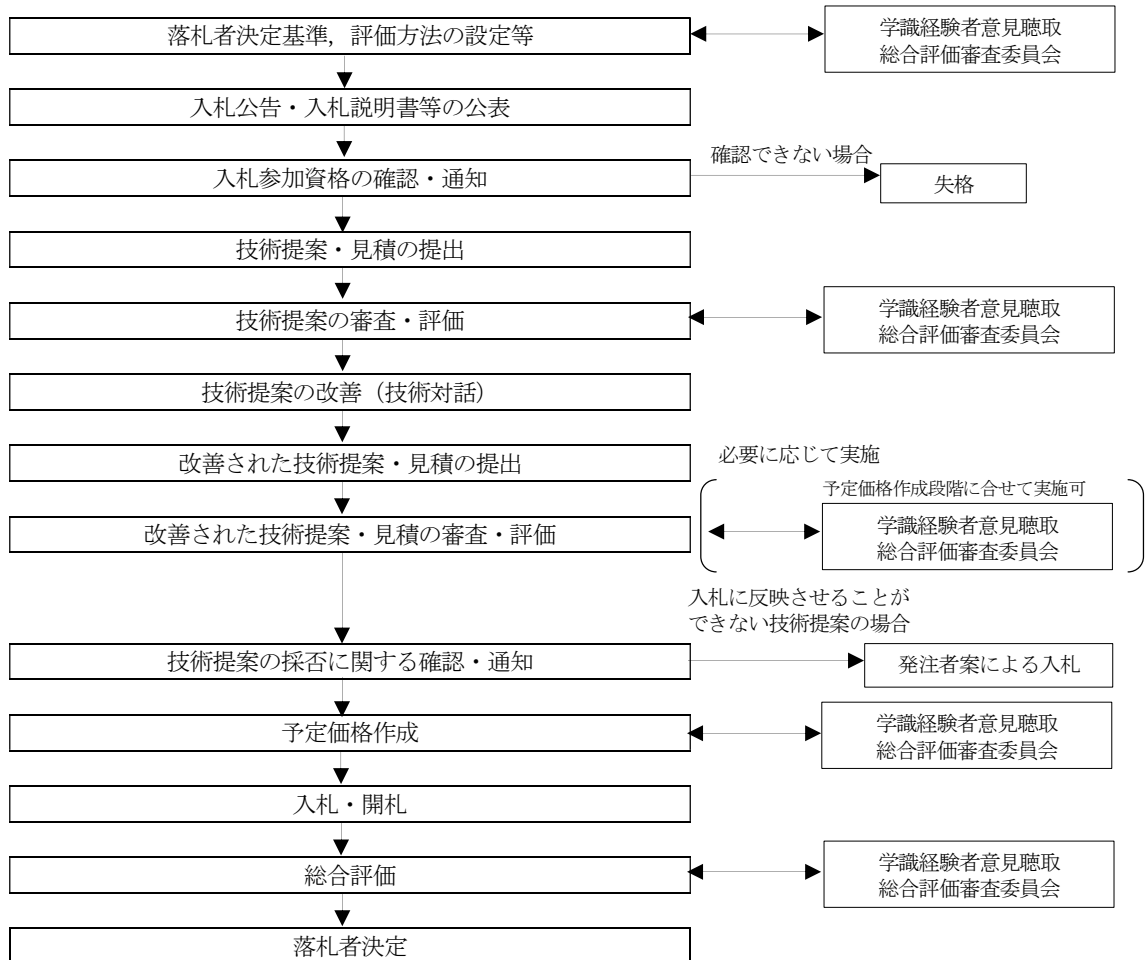 落札者決定基準，評価方法の設定等
学識経験者意見聴取
総合評価審査委員会
入札公告・入札説明書等の公表
確認できない場合
入札参加資格の確認・通知
失格
技術提案・見積の提出
技術提案の審査・評価
学識経験者意見聴取
総合評価審査委員会
技術提案の改善（技術対話）
改善された技術提案・見積の提出
必要に応じて実施
予定価格作成段階に合せて実施可
改善された技術提案・見積の審査・評価
学識経験者意見聴取
総合評価審査委員会
入札に反映させることが
できない技術提案の場合
技術提案の採否に関する確認・通知
発注者案による入札
予定価格作成
学識経験者意見聴取
総合評価審査委員会
入札・開札
総合評価
学識経験者意見聴取
総合評価審査委員会
落札者決定